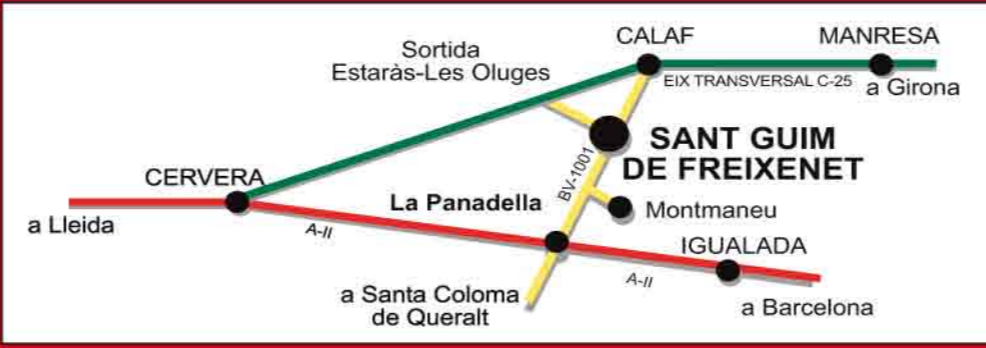 CALAF
MANRESA
Sortida
Estaràs-Les Oluges
EIX TRANSVERSAL C-25
a Girona
SANT GUIM
DE FREIXENET
BV-1001
CERVERA
La Panadella
Montmaneu
a Lleida
A-II
IGUALADA
A-II
a Santa Coloma
de Queralt
a Barcelona